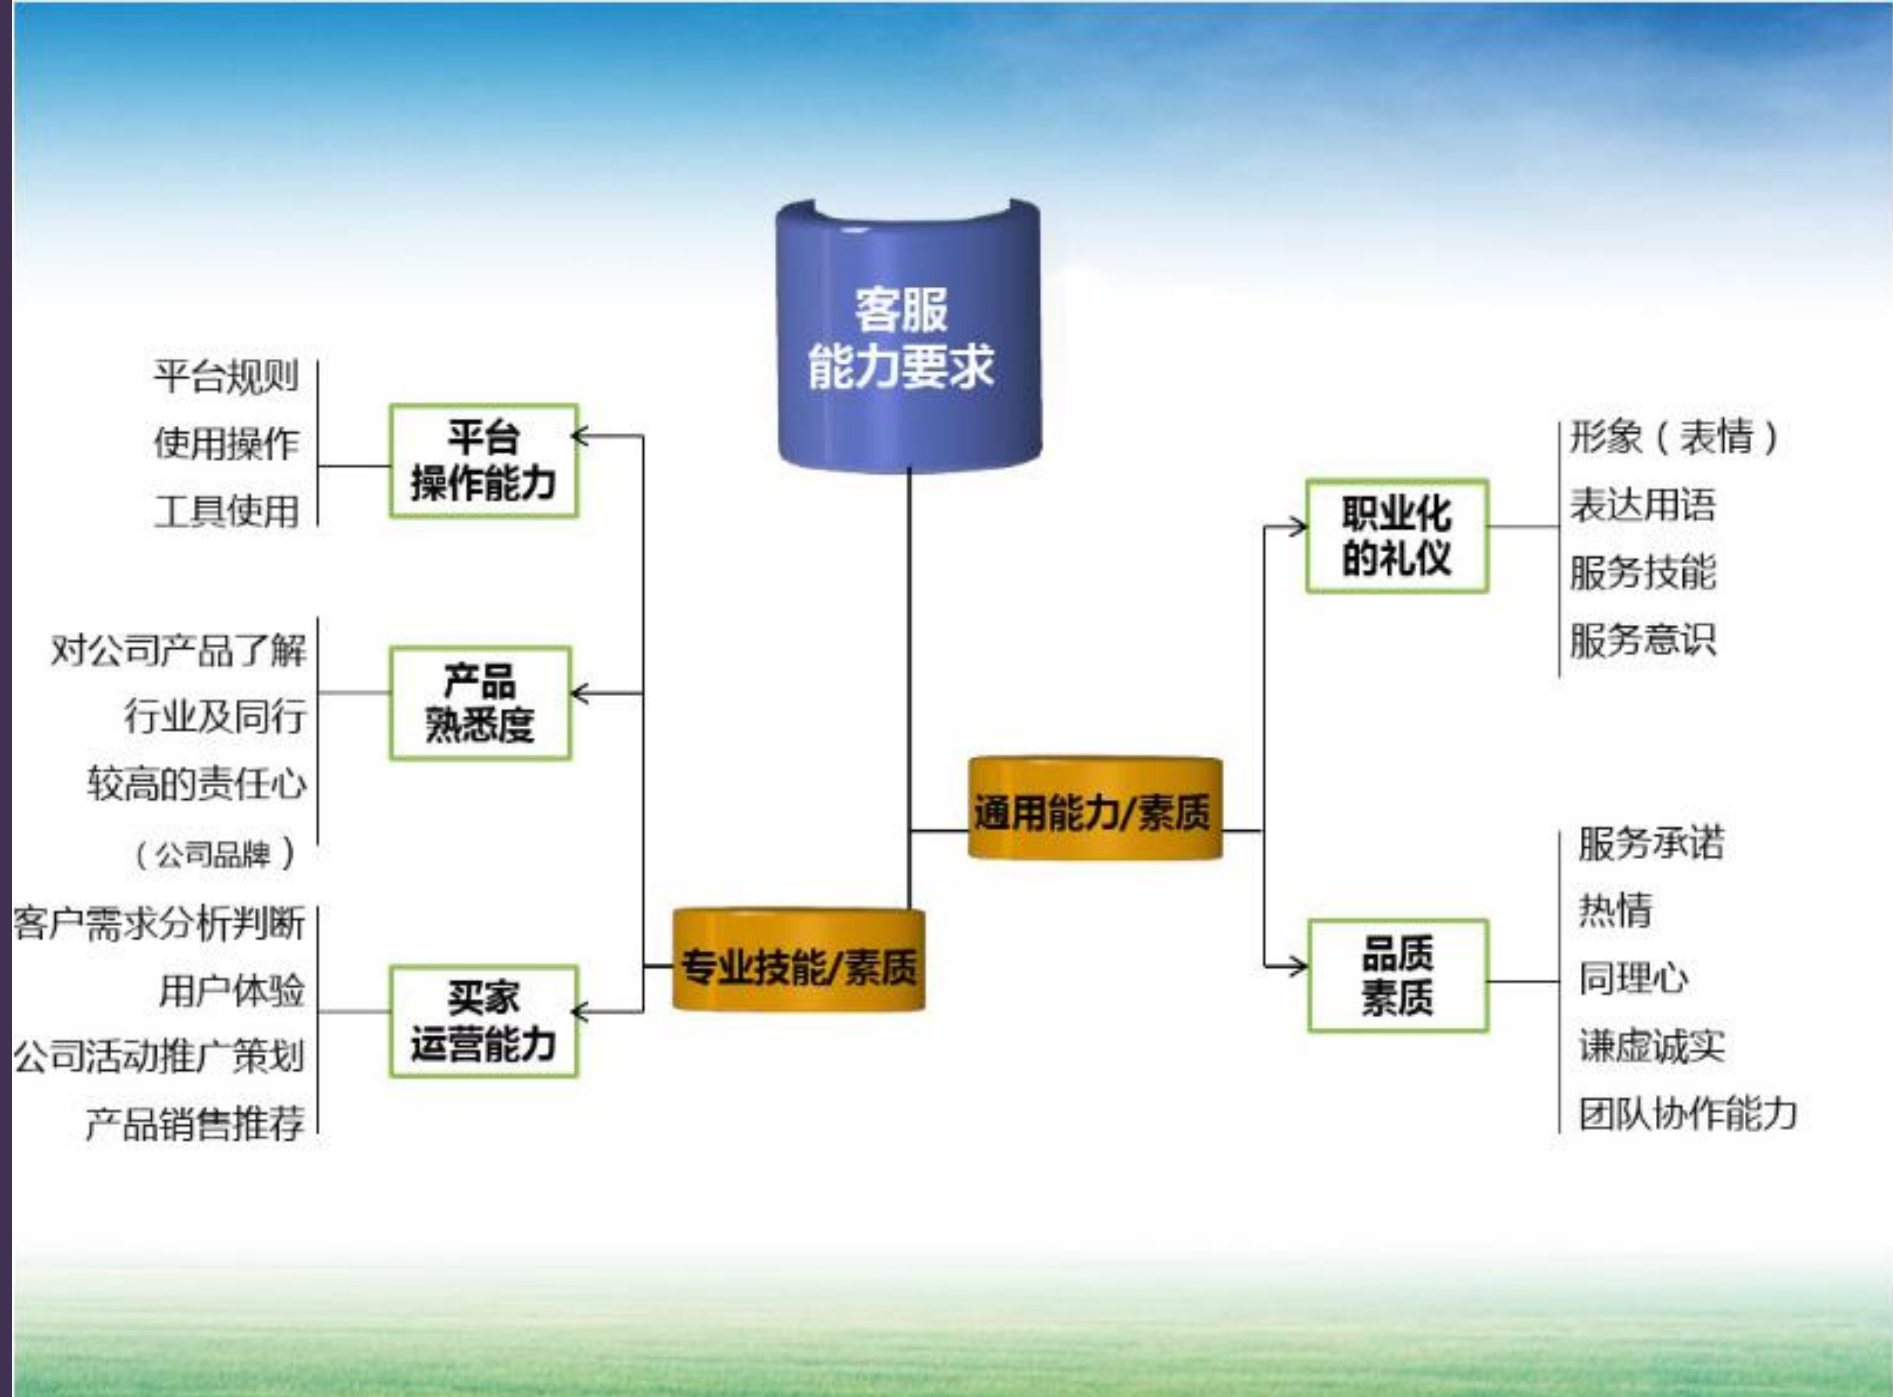 客服
能力要求
平台规则
使用操作
工具使用
平台
操作能力
对公司产品了解
行业及同行
较高的责任心
（公司品牌）
产品
熟悉度
客户需求分析判断
用户体验
公司活动推广策划
产品销售推荐
买家
运营能力
专业技能/素质
通用能力/素质
职业化
的礼仪
形象（表情）
表达用语
服务技能
服务意识
品质
素质
服务承诺
热情
同理心
谦虚诚实
团队协作能力